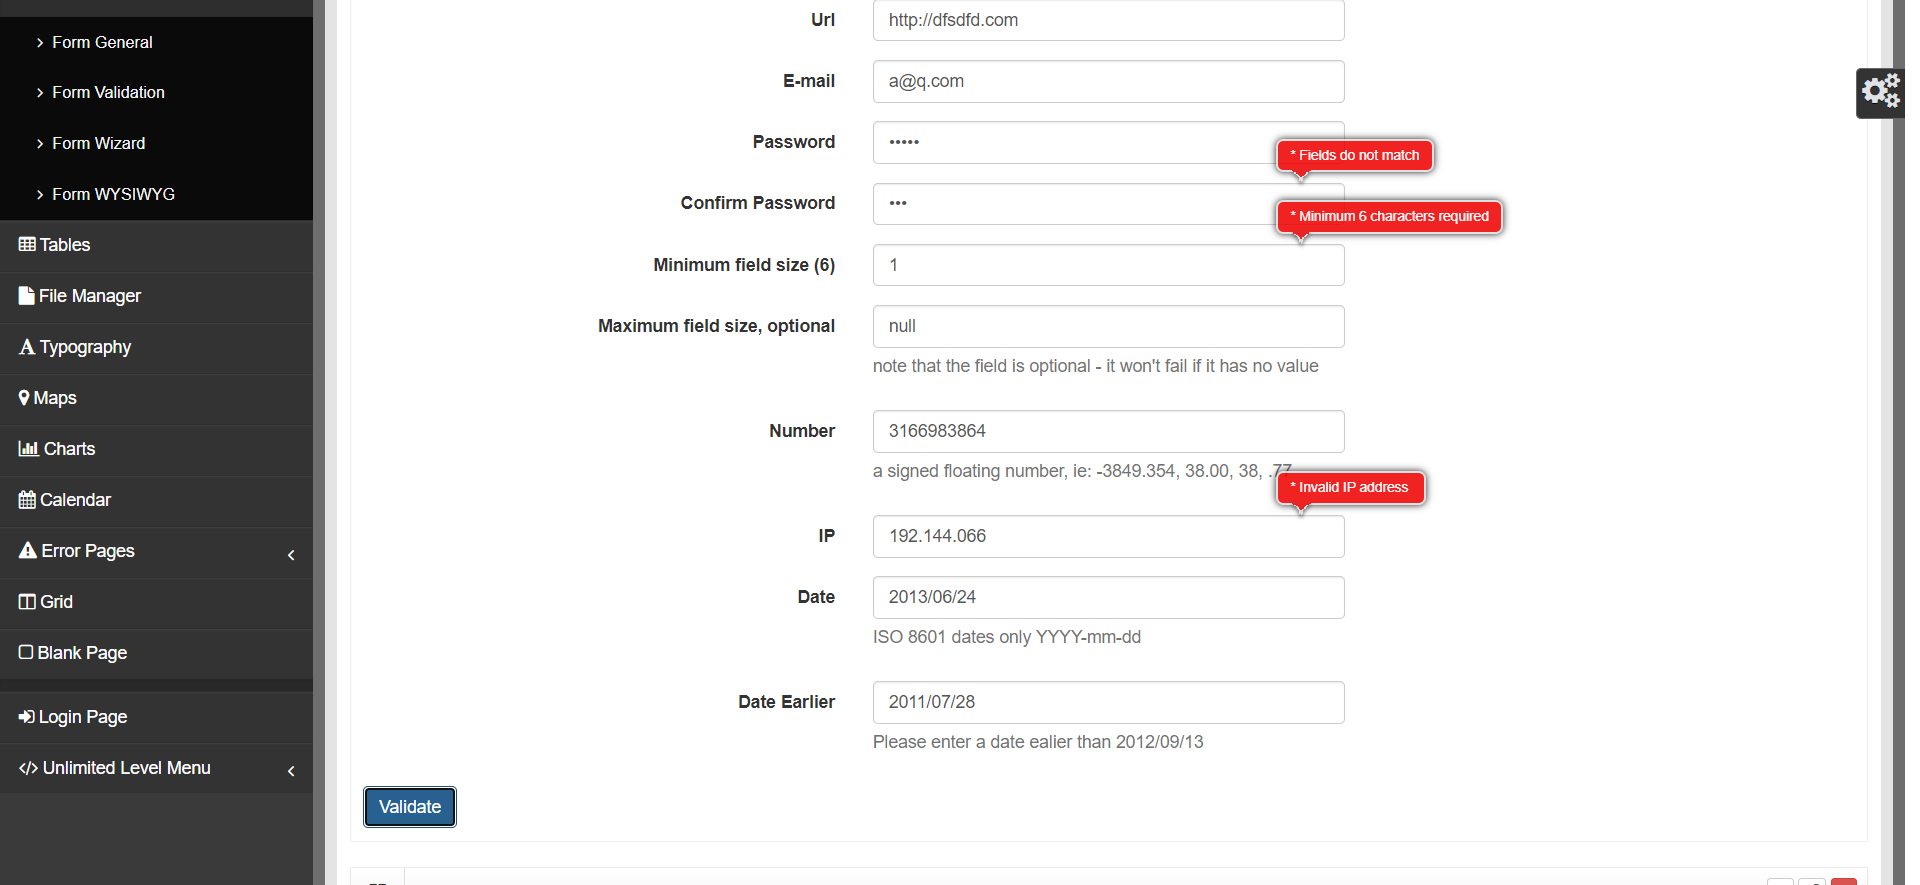 Form General
Form Validation
Form Wizard
Form WYSIWYG
Tables
File Manager
Typography
Maps
Charts
Calendar
Error Pages
Grid
Blank Page
Login Page
Unlimited Level Menu
Url
http://dfsdfd.com
E-mail
a@q.com
Password
•••••
* Fields do not match
Confirm Password
•••
* Minimum 6 characters required
Minimum field size (6)
1
Maximum field size, optional
null
note that the field is optional - it won't fail if it has no value
Number
3166983864
a signed floating number, ie: -3849.354, 38.00, 38, .77
* Invalid IP address
IP
192.144.066
Date
2013/06/24
ISO 8601 dates only YYYY-mm-dd
Date Earlier
2011/07/28
Please enter a date ealier than 2012/09/13
Validate